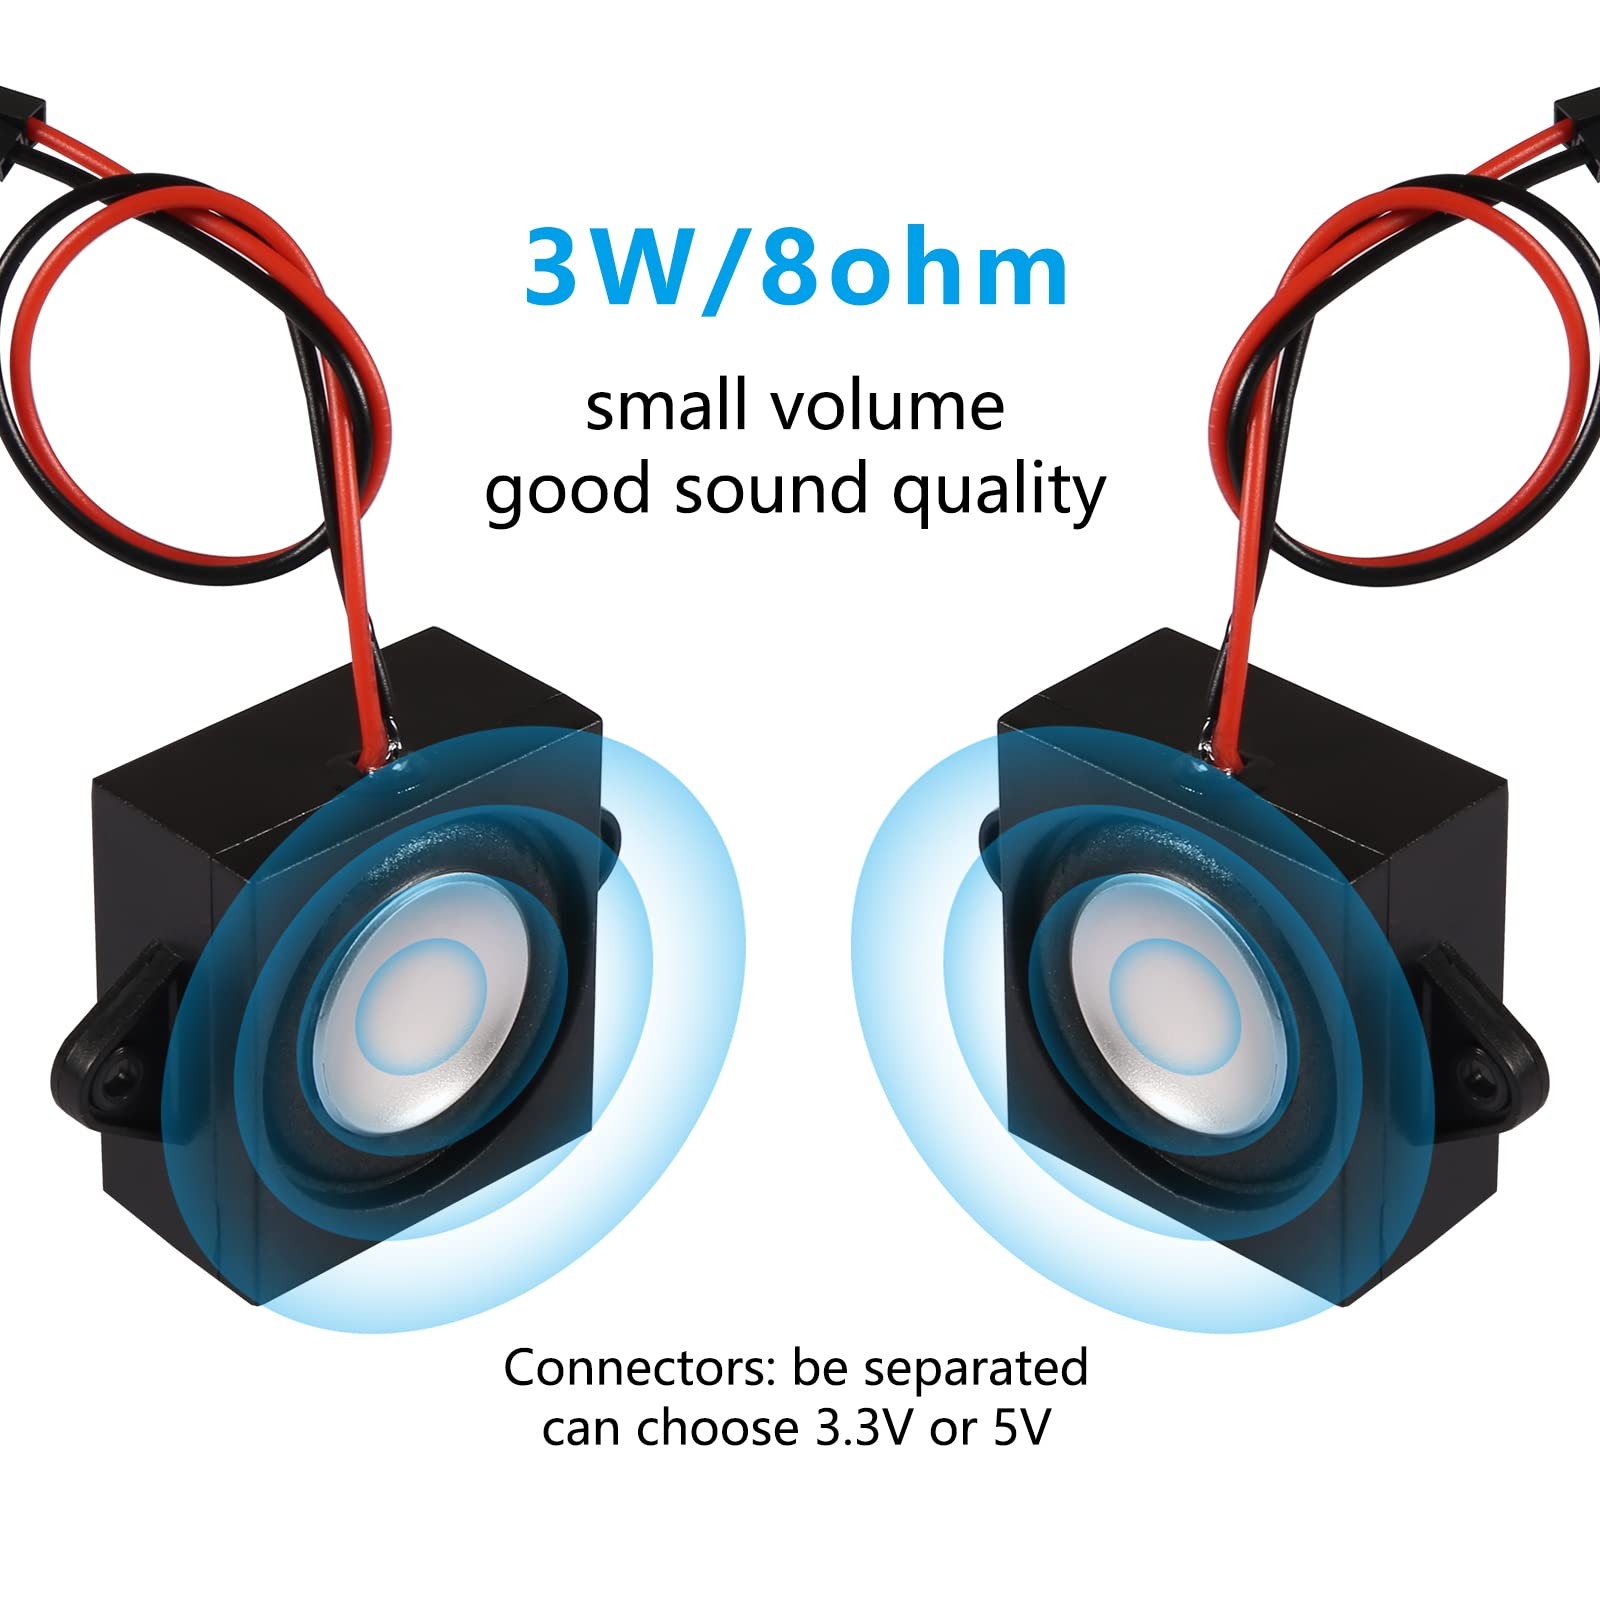 3W/8ohm
small volume
good sound quality
Connectors: be separated
can choose 3.3V or 5V